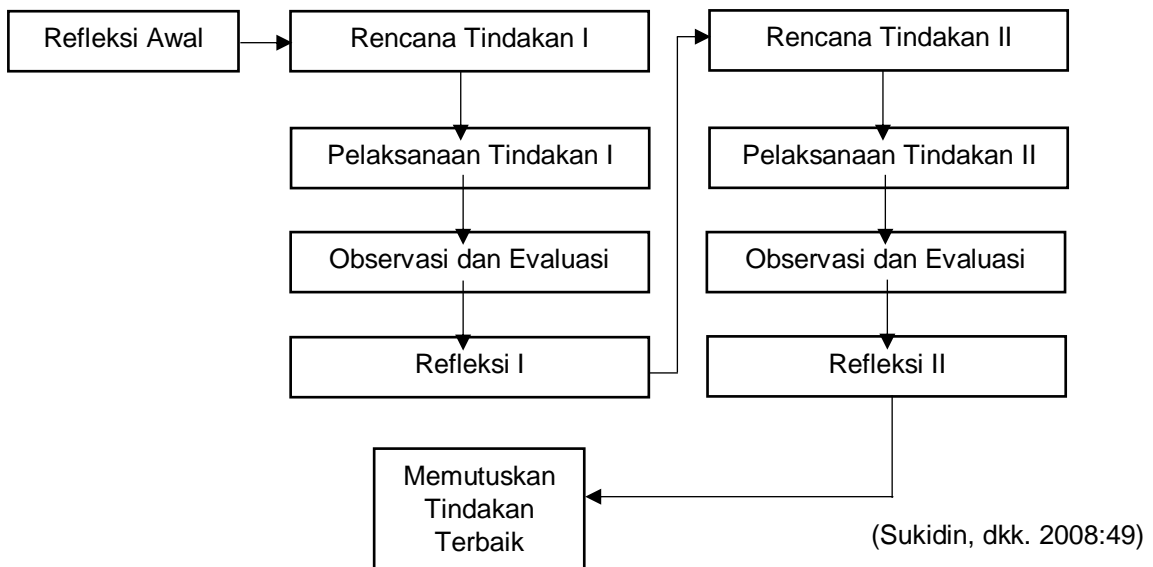 Refleksi Awal
Rencana Tindakan I
Pelaksanaan Tindakan I
Observasi dan Evaluasi
Refleksi I
Rencana Tindakan II
Pelaksanaan Tindakan II
Observasi dan Evaluasi
Refleksi II
Memutuskan
Tindakan
Terbaik
(Sukidin, dkk. 2008:49)